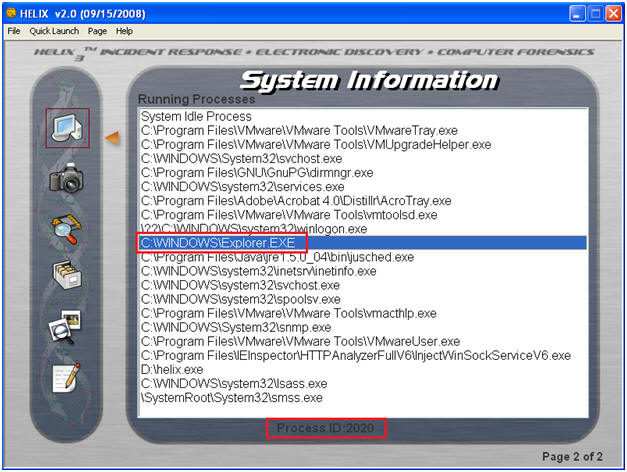 HELIX v2.0 (09/15/2008)
File Quick Launch Page Help
HELIX 3 ™ INCIDENT RESPONSE • ELECTRONIC DISCOVERY • COMPUTER FORENSICS
System Information
Running Processes
System Idle Process
C:\Program Files\VMware\VMware Tools\VMwareTray.exe
C:\Program Files\VMware\VMware Tools\VMUpgradeHelper.exe
C:\WINDOWS\System32\svchost.exe
C:\Program Files\GNU\GnuPG\dirmngr.exe
C:\WINDOWS\system32\services.exe
C:\Program Files\Adobe\Acrobat 4.0\Distillr\AcroTray.exe
C:\Program Files\VMware\VMware Tools\vmtoolsd.exe
\??\C:\WINDOWS\system32\winlogon.exe
C:\WINDOWS\Explorer.EXE
C:\Program Files\Java\jre1.5.0_04\bin\jusched.exe
C:\WINDOWS\system32\inetsrv\inetinfo.exe
C:\WINDOWS\system32\svchost.exe
C:\WINDOWS\system32\spoolsv.exe
C:\Program Files\VMware\VMware Tools\vmacthlp.exe
C:\WINDOWS\System32\snmp.exe
C:\Program Files\VMware\VMware Tools\VMwareUser.exe
C:\Program Files\IEInspector\HTTPAnalyzerFullV6\InjectWinSockServiceV6.exe
D:\helix.exe
C:\WINDOWS\system32\lsass.exe
\SystemRoot\System32\smss.exe
Process ID:2020
Page 2 of 2